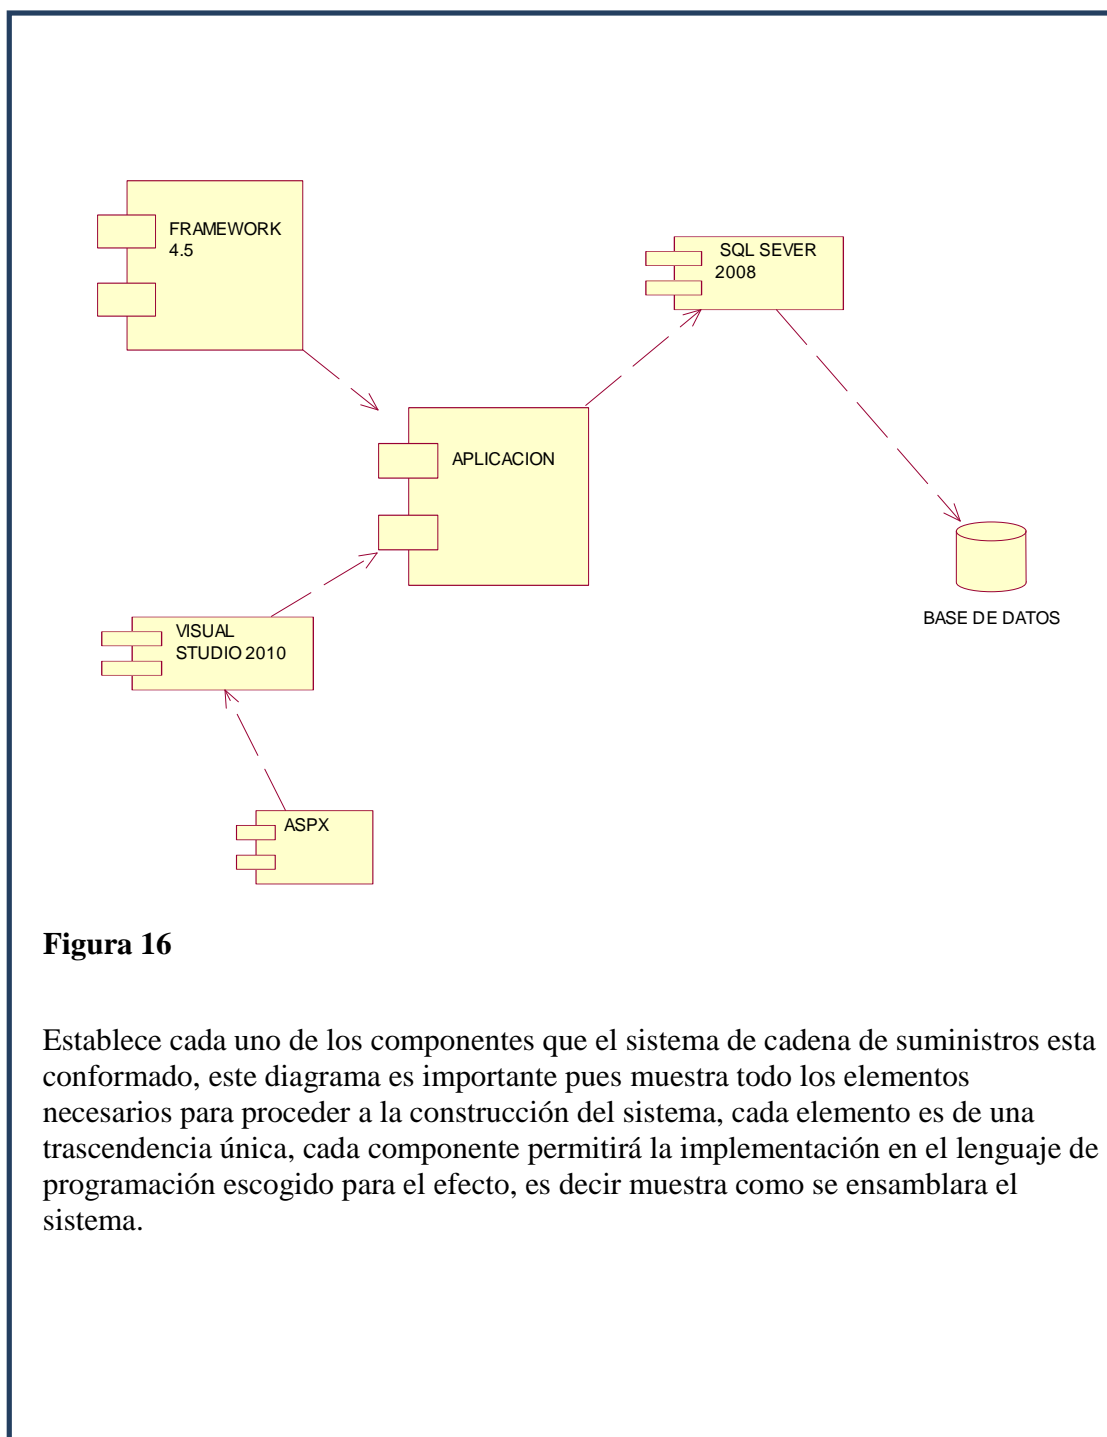 FRAMEWORK
4.5
SQL SEVER
2008
APLICACION
VISUAL
STUDIO 2010
BASE DE DATOS
ASPX
Figura 16
Establece cada uno de los componentes que el sistema de cadena de suministros esta
conformado, este diagrama es importante pues muestra todo los elementos
necesarios para proceder a la construcción del sistema, cada elemento es de una
trascendencia única, cada componente permitirá la implementación en el lenguaje de
programación escogido para el efecto, es decir muestra como se ensamblara el
sistema.